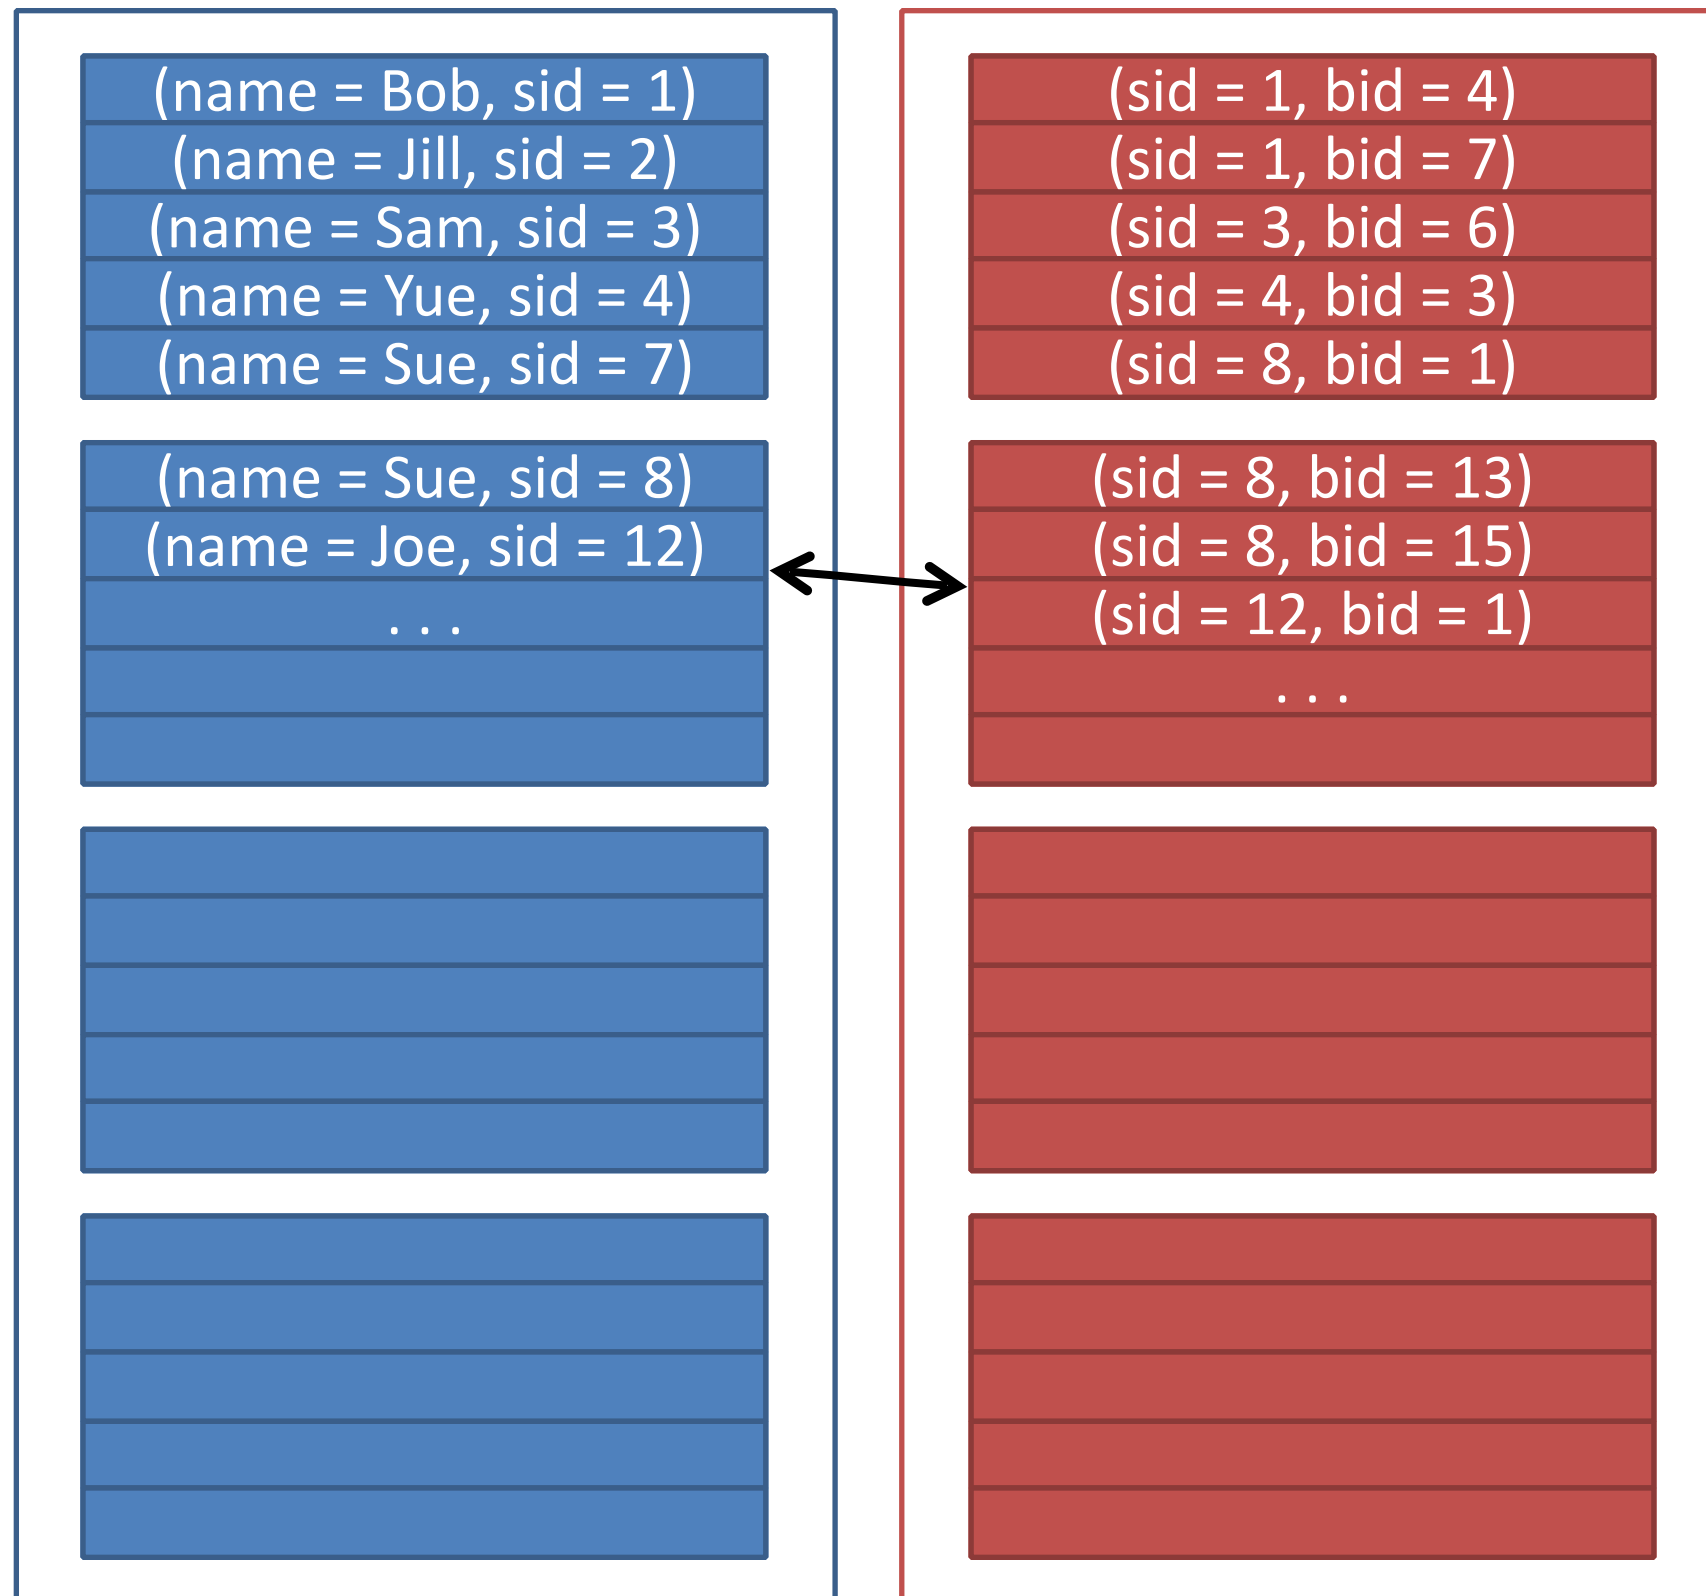 (name = Bob, sid = 1)
(name = Jill, sid = 2)
(name = Sam, sid = 3)
(name = Yue, sid = 4)
(name = Sue, sid = 7)
(name = Sue, sid = 8)
(name = Joe, sid = 12)
. . .
(sid = 1, bid = 4)
(sid = 1, bid = 7)
(sid = 3, bid = 6)
(sid = 4, bid = 3)
(sid = 8, bid = 1)
(sid = 8, bid = 13)
(sid = 8, bid = 15)
(sid = 12, bid = 1)
. . .